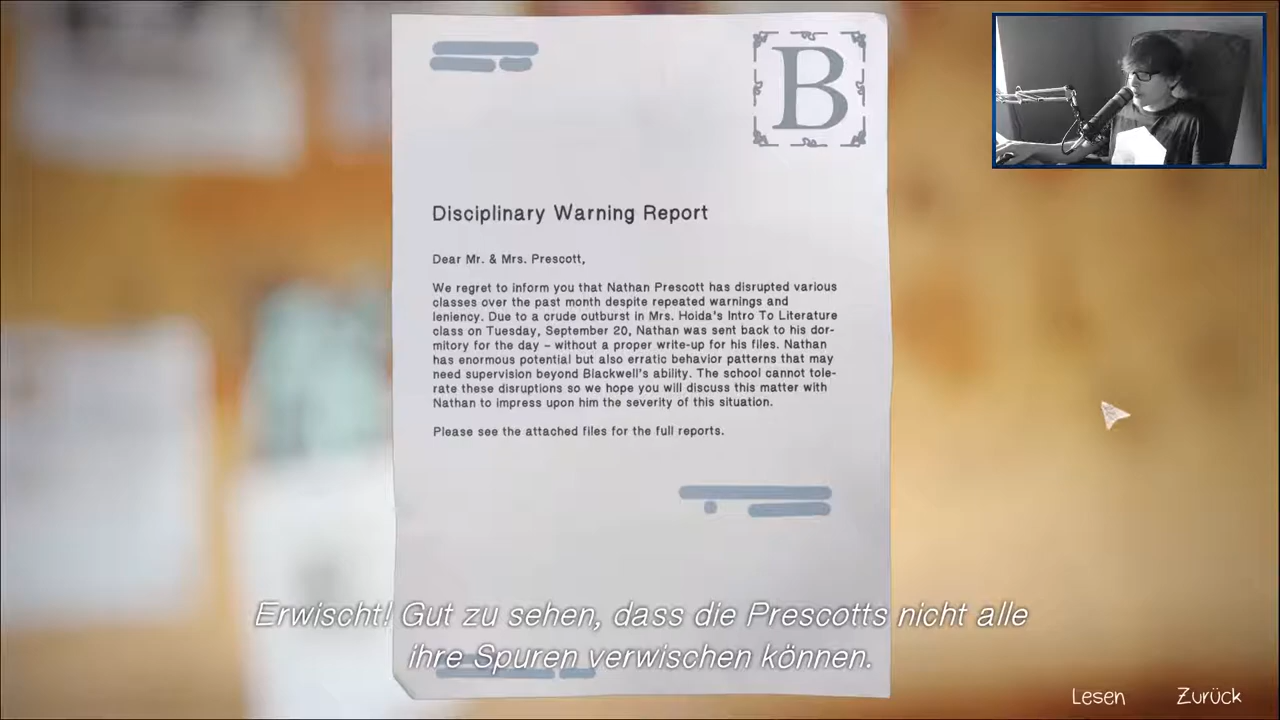 B
Disciplinary Warning Report
Dear Mr. & Mrs. Prescott,
We regret to inform you that Nathan Prescott has disrupted various
classes over the past month despite repeated warnings and
leniency. Due to a crude outburst in Mrs. Hoida's Intro To Literature
class on Tuesday, September 20, Nathan was sent back to his dor-
mitory for the day – without a proper write-up for his files. Nathan
has enormous potential but also erratic behavior patterns that may
need supervision beyond Blackwell's ability. The school cannot tole-
rate these disruptions so we hope you will discuss this matter with
Nathan to impress upon him the severity of this situation.
Please see the attached files for the full reports.
Erwischt! Gut zu sehen, dass die Prescotts nicht alle
ihre Spuren verwischen können.
Lesen Zurück